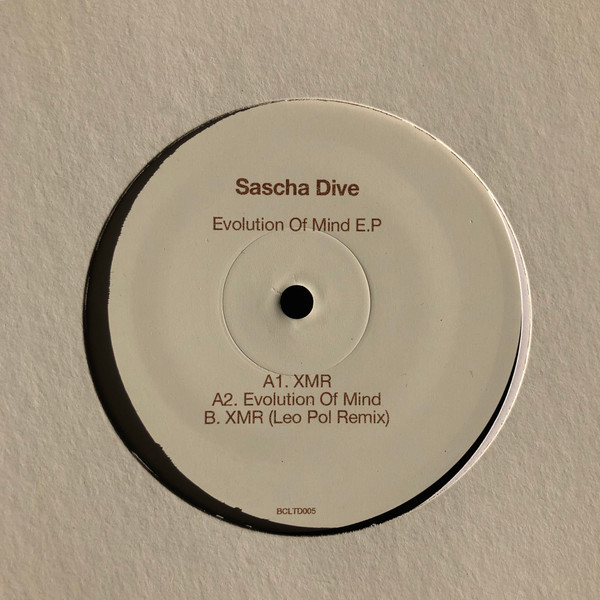 Sascha Dive
Evolution Of Mind E.P
A1. XMR
A2. Evolution Of Mind
B. XMR (Leo Pol Remix)
BCLTD005